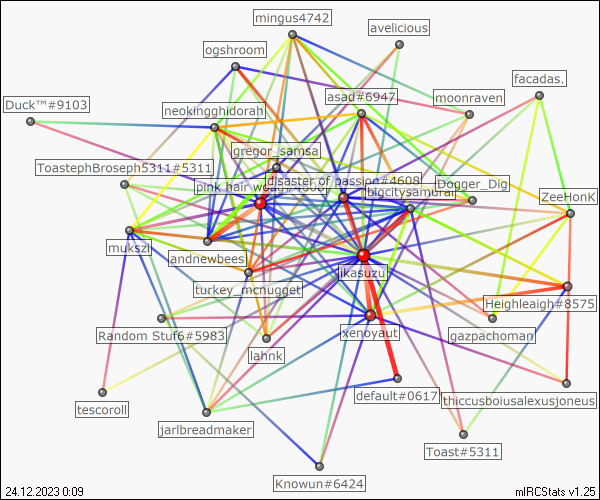 mingus4742
avelicious
ogshroom
facadas.
asad#6947
moonraven
Duck™#9103
neokingghidorah
gregor_samsa
ToastephBroseph5311#5311
disaster of passion#4608
pink hair
Dogger_Dig
bigcitysamurai
ZeeHonK
mukszi
andnewbees
ikasuzu
turkey_mcnugget
Heighleaigh#8575
Random Stuf6#5983
xenoyaut
gazpachoman
lahnk
default#0617
thiccusboiusalexusjoneus
tescoroll
jarlbreadmaker
Toast#5311
Knowun#6424
24.12.2023 0:09
mIRCStats v1.25